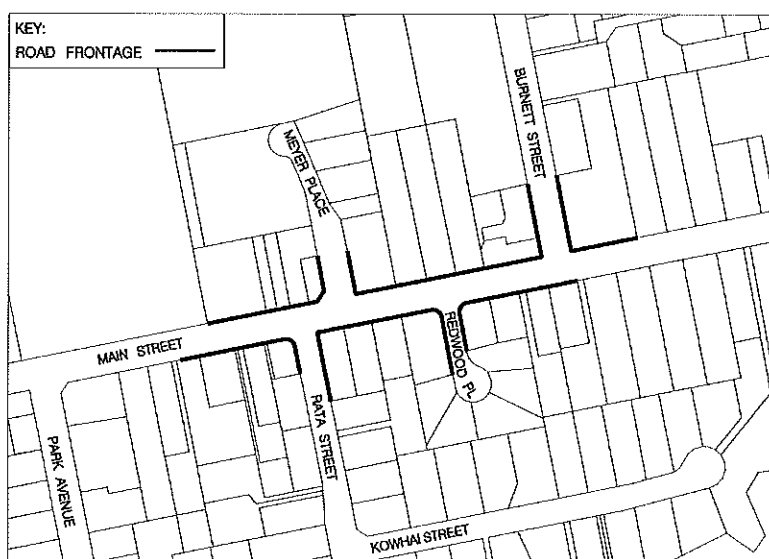 KEY:
ROAD FRONTAGE
BURNETT STREET
MEYER PLACE
MAIN STREET
REDWOOD PL
RATA STREET
PARK AVENUE
KOWHAI STREET